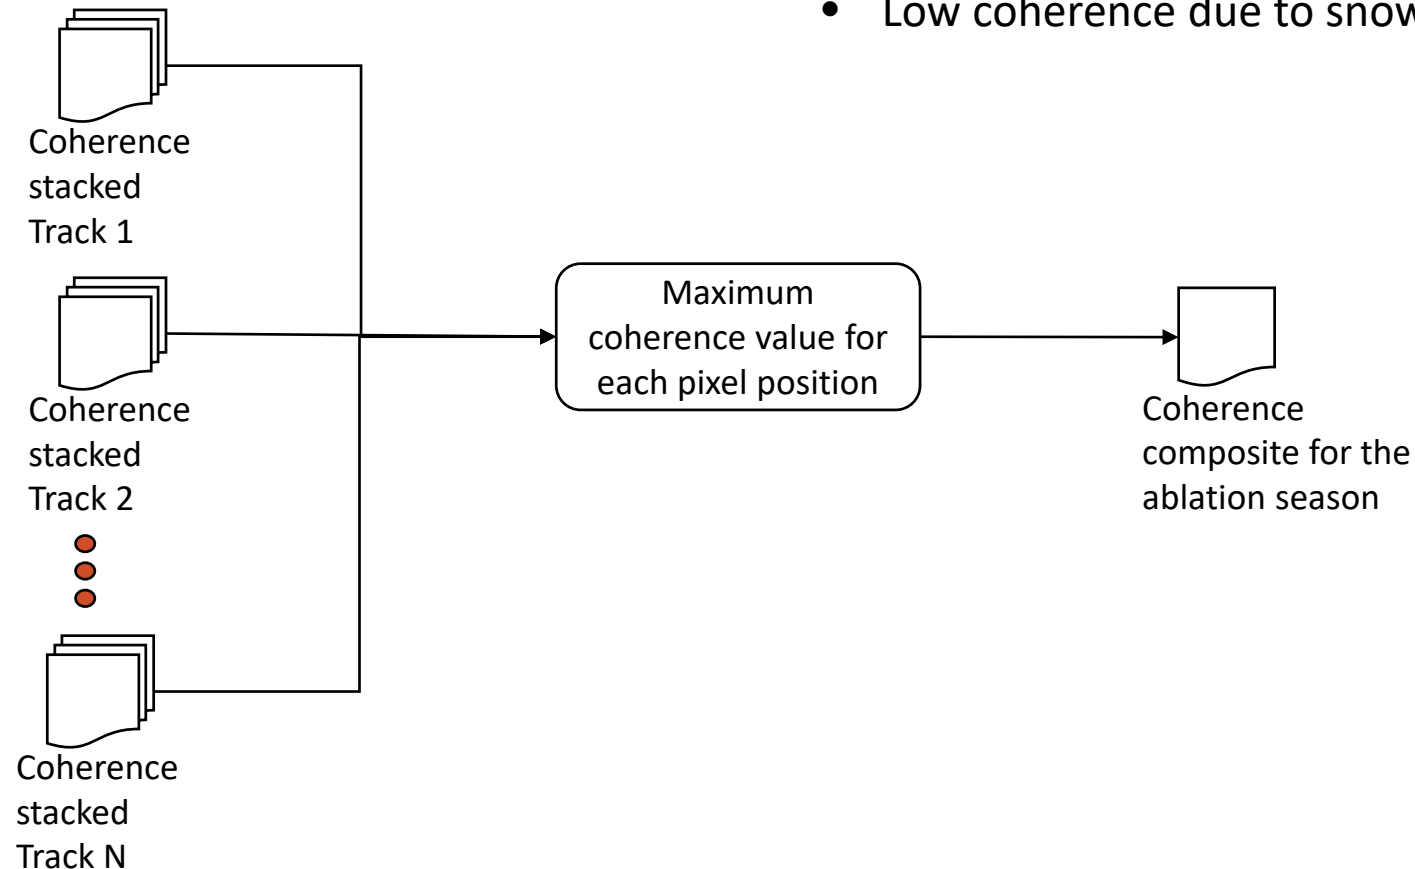 • Low coherence due to snow
Coherence
stacked
Track 1
Maximum
coherence value for
each pixel position
Coherence
stacked
Track 2
Coherence
composite for the
ablation season
Coherence
stacked
Track N